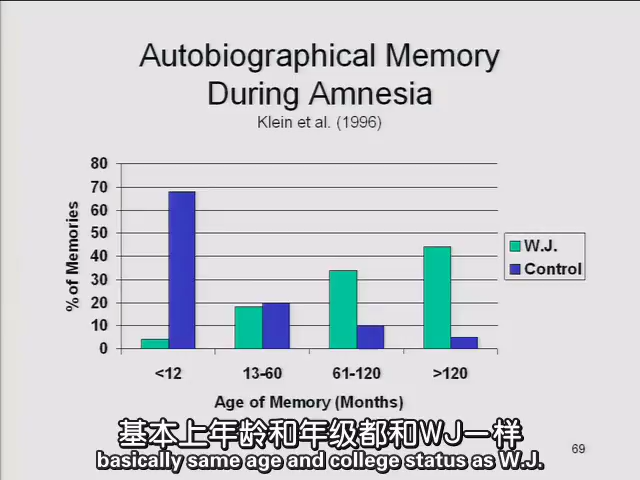 Autobiographical Memory
During Amnesia
Klein et al. (1996)
% of Memories
80
70
60
50
40
30
20
10
0
<12 13-60 61-120 >120
Age of Memory (Months)
W.J.
Control
基本上年龄和年级都和WJ一样
basically same age and college status as W.J.
69